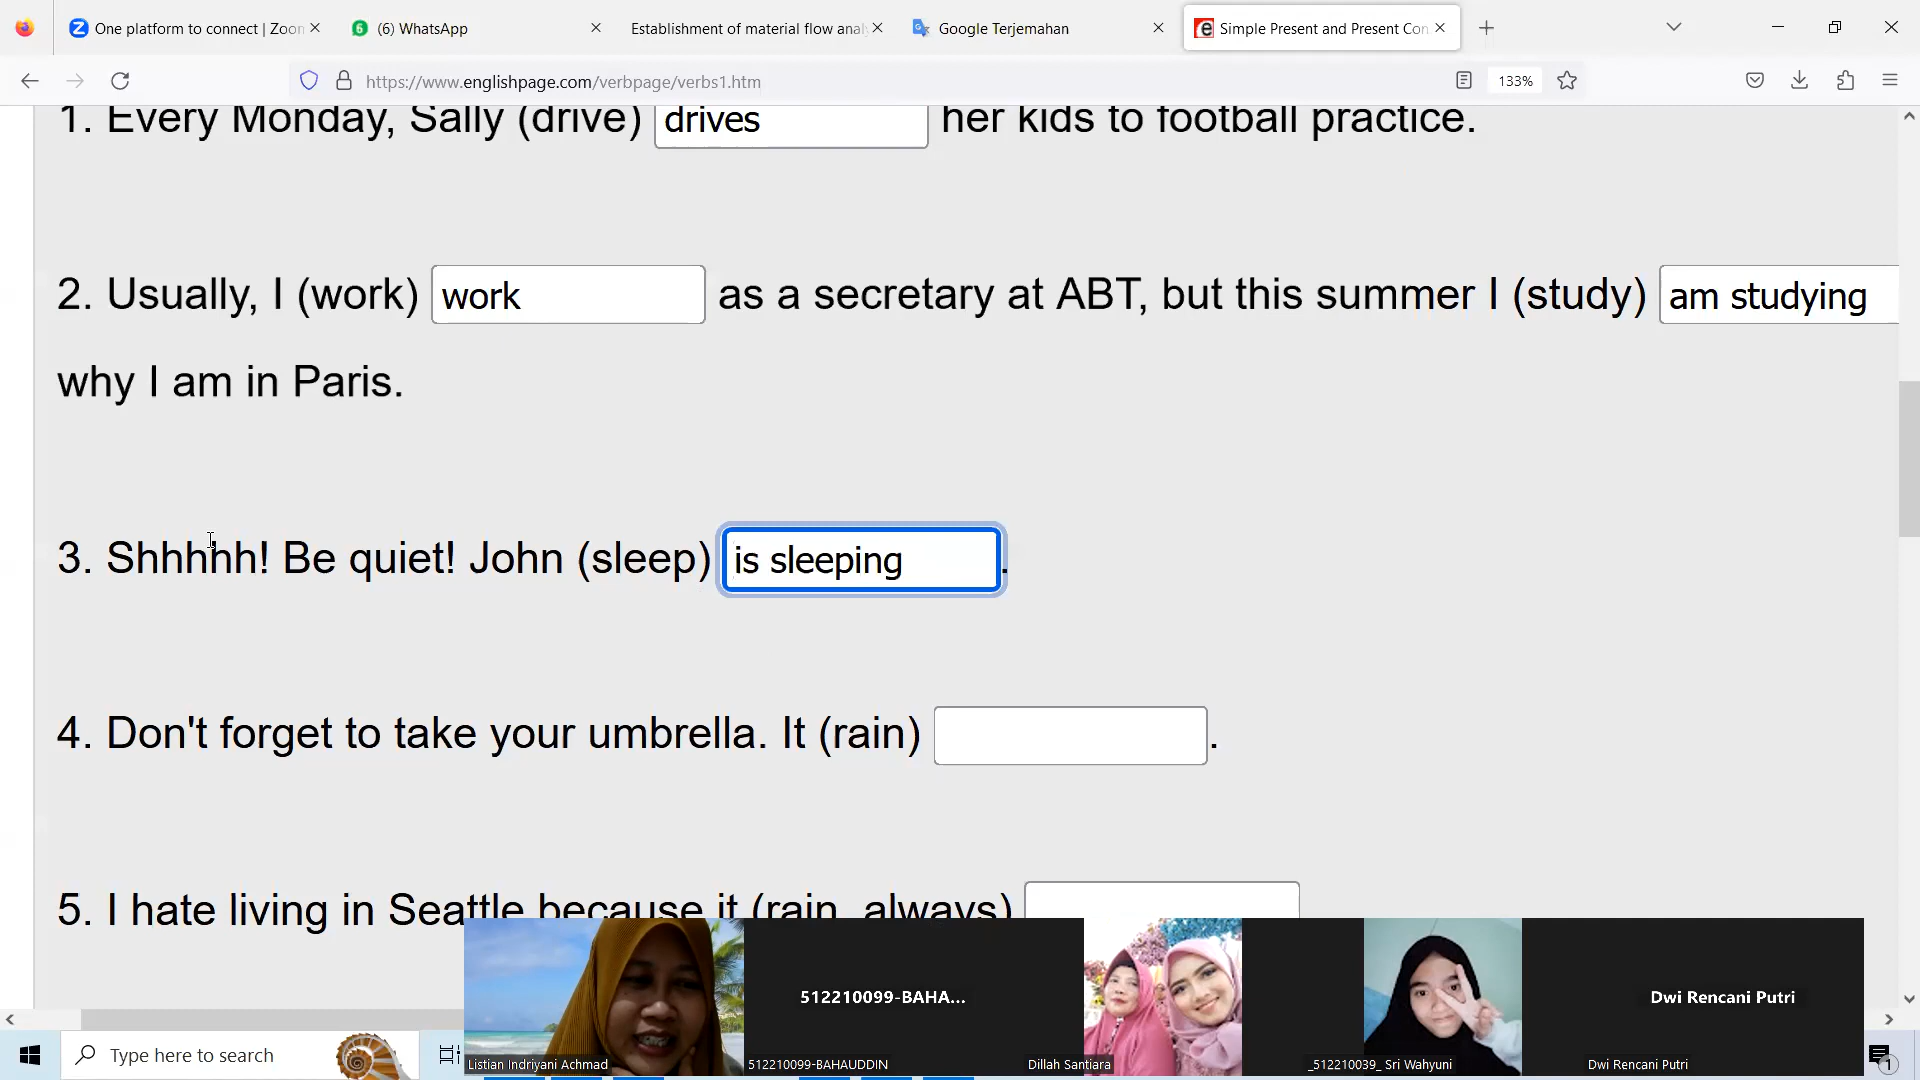 One platform to connect | Zoom
(6) WhatsApp
Establishment of material flow anal
Google Terjemahan
Simple Present and Present Con
https://www.englishpage.com/verbpage/verbs1.htm
133%
1. Every Monday, Sally (drive) drives her kids to football practice.
2. Usually, I (work) work as a secretary at ABT, but this summer I (study) am studying
why I am in Paris.
3. Shhhhh! Be quiet! John (sleep) is sleeping .
4. Don't forget to take your umbrella. It (rain) .
5. I hate living in Seattle because it (rain, always)
512210099-BAHA...
Dwi Rencani Putri
Listian Indriyani Achmad
512210099-BAHAUDDIN
Dillah Santiara
_512210039_ Sri Wahyuni
Dwi Rencani Putri
Type here to search
1